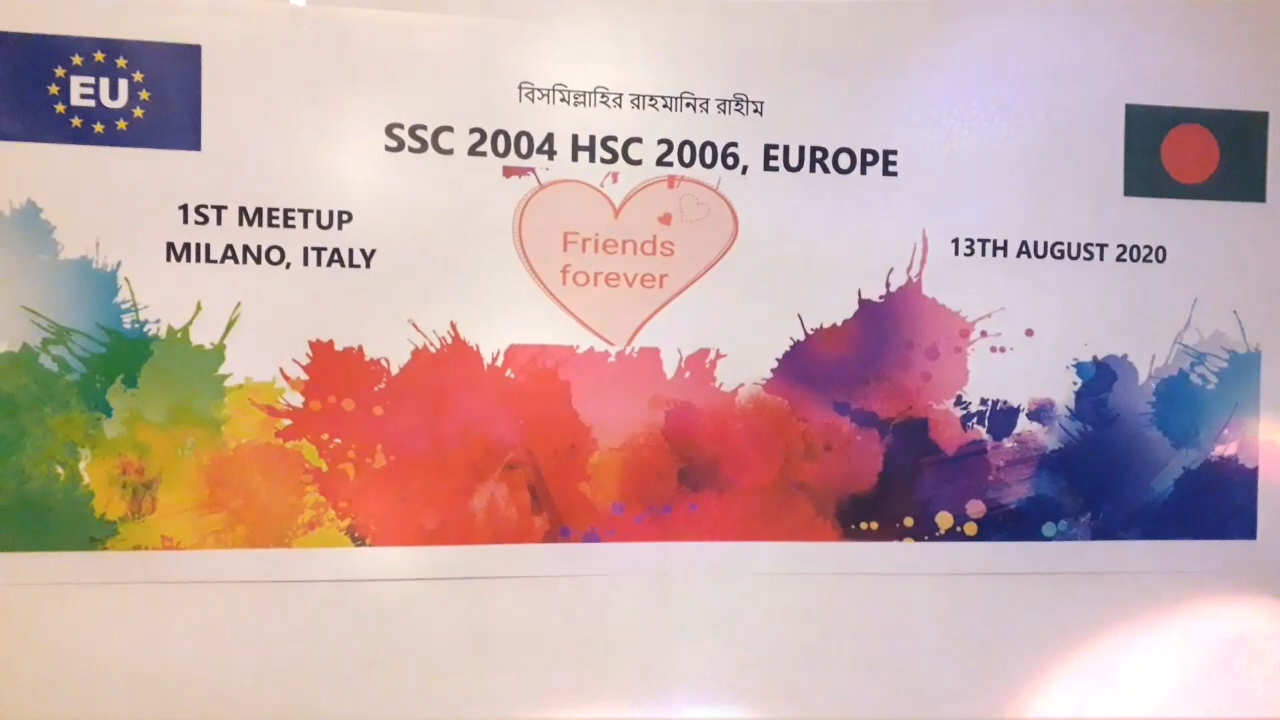 EU
বিসমিল্লাহির রাহমানির রাহীম
SSC 2004 HSC 2006, EUROPE
1ST MEETUP
MILANO, ITALY
Friends
forever
13TH AUGUST 2020